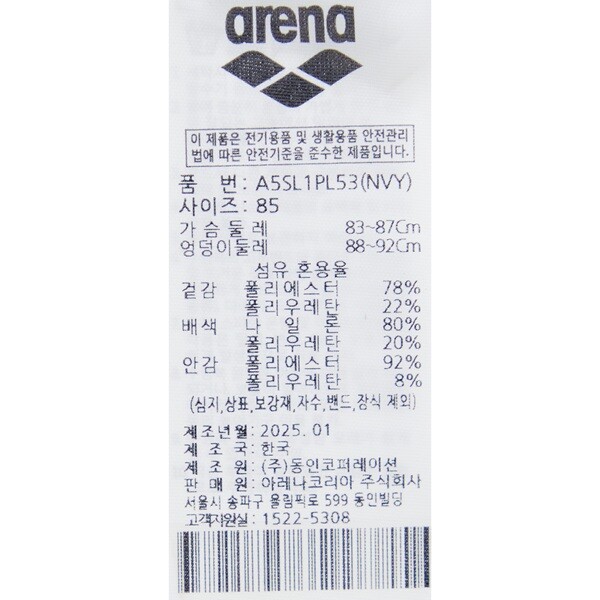 arena
이 제품은 전기용품 및 생활용품 안전관리
법에 따른 안전기준을 준수한 제품입니다.
품 번: A5SL1PL53(NVY)
사이즈: 85
가슴둘레 83~87Cm
엉덩이둘레 88~92Cm
섬유 혼용율
겉감 폴리에스터 78%
폴리우레탄 22%
배색 나일론 80%
폴리우레탄 20%
안감 폴리에스터 92%
폴리우레탄 8%
(심지,상표,보강재,자수,밴드,장식 제외)
제조년월: 2025.01
제 조 국: 한국
제 조 원: (주)동인코퍼레이션
판 매 원: 아레나코리아 주식회사
서울시 송파구 올림픽로 599 동인빌딩
고객지원실: 1522-5308